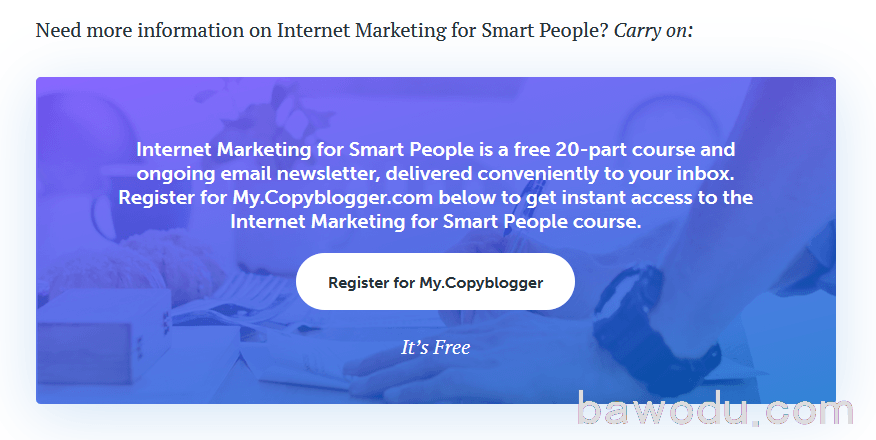 Need more information on Internet Marketing for Smart People? Carry on:
Internet Marketing for Smart People is a free 20-part course and
ongoing email newsletter, delivered conveniently to your inbox.
Register for My.Copyblogger.com below to get instant access to the
Internet Marketing for Smart People course.
Register for My.Copyblogger
It’s Free
bawodu.com